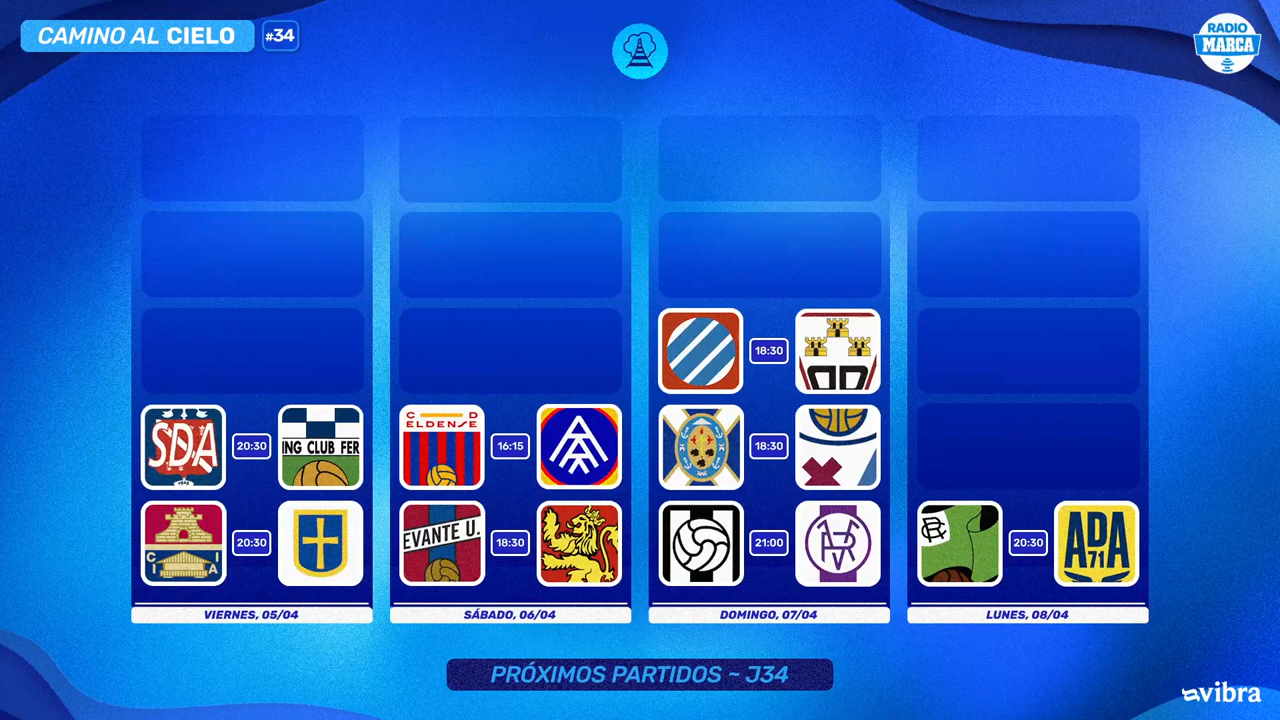 CAMINO AL CIELO #34
RADIO
MARCA
18:30
SDA
20:30
ING CLUB FER
C D
ELDENSE
16:15
18:30
20:30
C I
I A
EVANTE U.
18:30
21:00
20:30
ADA
71
VIERNES, 05/04
SÁBADO, 06/04
DOMINGO, 07/04
LUNES, 08/04
PRÓXIMOS PARTIDOS ~ J34
vibra